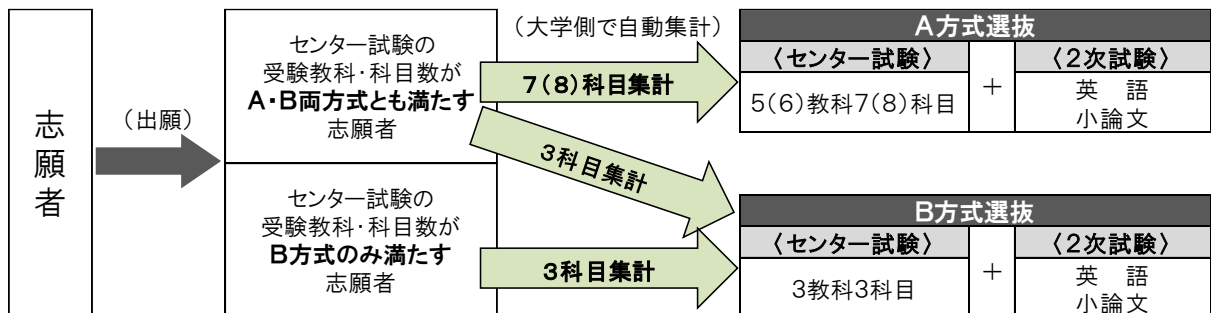 志願者
（出願）
センター試験の
受験教科・科目数が
A・B両方式とも満たす
志願者
センター試験の
受験教科・科目数が
B方式のみ満たす
志願者
（大学側で自動集計）
7（8）科目集計
3科目集計
3科目集計
A方式選抜
〈センター試験〉
5（6）教科7（8）科目
＋
〈2次試験〉
英　語
小論文
B方式選抜
〈センター試験〉
3教科3科目
＋
〈2次試験〉
英　語
小論文